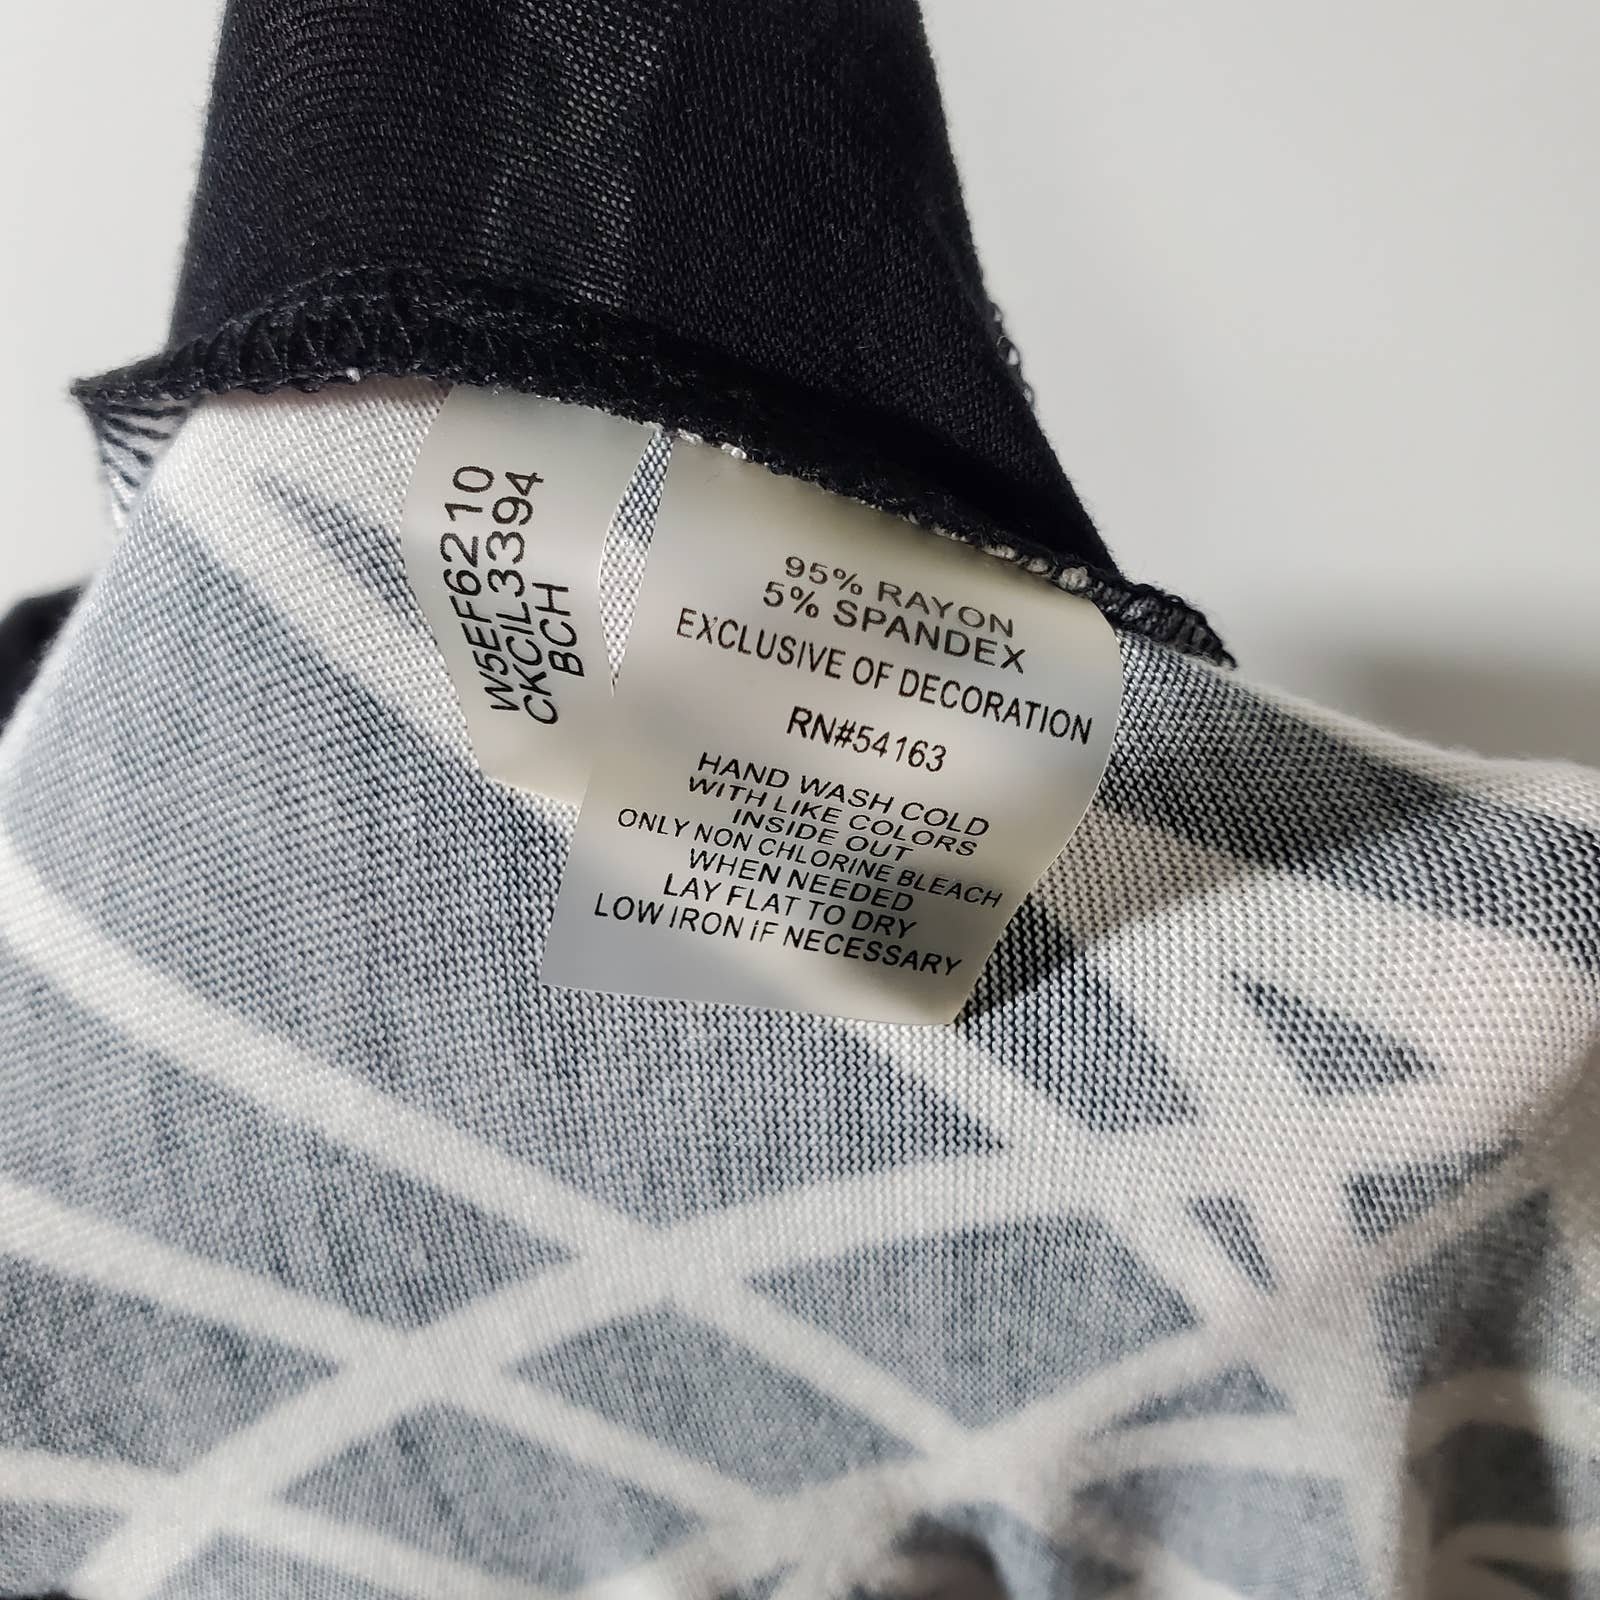 W5EF6210
CKCIL3394
BCH
95% RAYON
5% SPANDEX
EXCLUSIVE OF DECORATION
RN#54163
HAND WASH COLD
WITH LIKE COLORS
INSIDE OUT
ONLY NON CHLORINE BLEACH
WHEN NEEDED
LAY FLAT TO DRY
LOW IRON iF NECESSARY